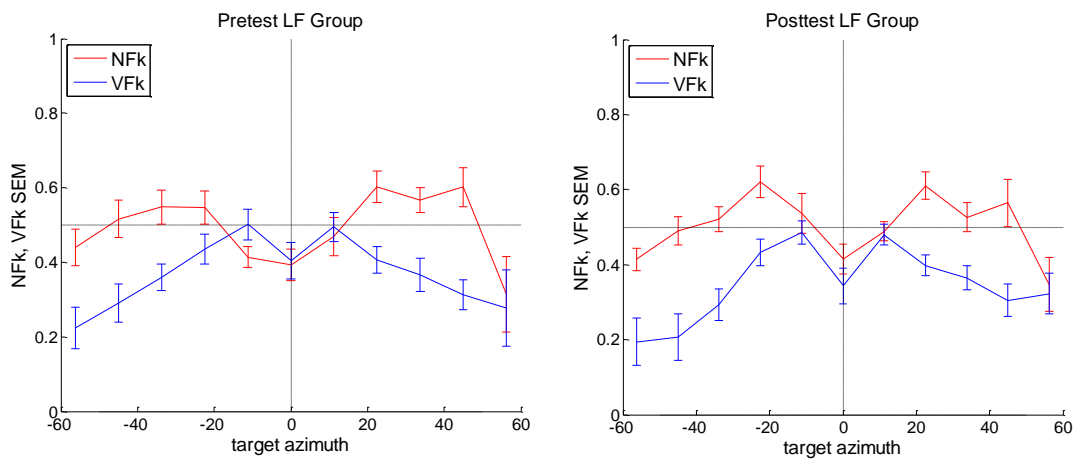 Pretest LF Group
NFk
VFk
NFk, VFk SEM
1
0.8
0.6
0.4
0.2
0
-60
-40
-20
0
20
40
60
target azimuth
Posttest LF Group
NFk
VFk
NFk, VFk SEM
1
0.8
0.6
0.4
0.2
0
-60
-40
-20
0
20
40
60
target azimuth